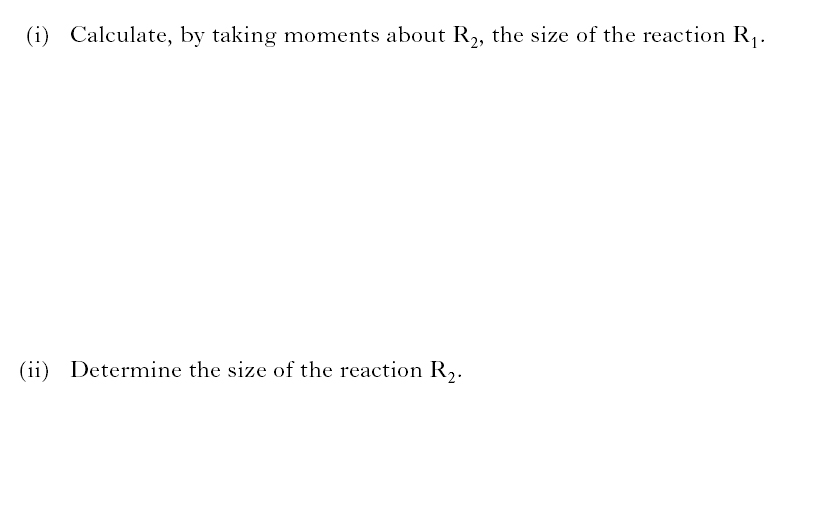 (i) Calculate, by taking moments about R₂, the size of the reaction R₁.
(ii) Determine the size of the reaction R₂.